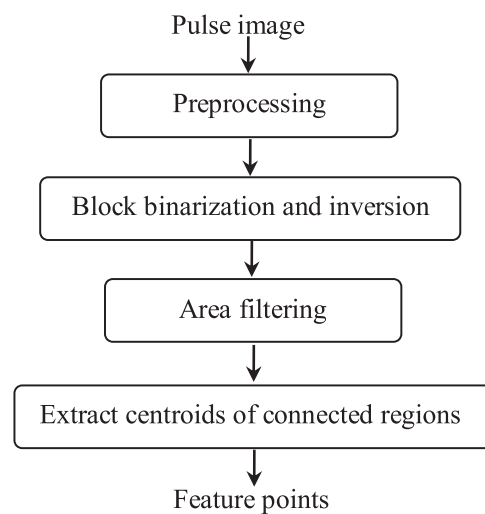 Pulse image
Preprocessing
Block binarization and inversion
Area filtering
Extract centroids of connected regions
Feature points